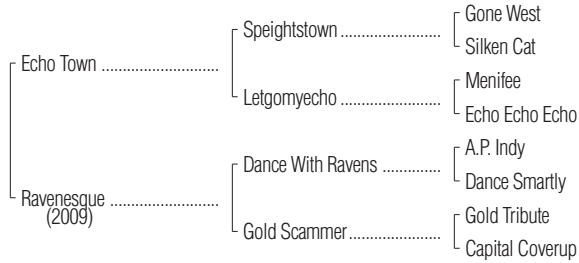 Gone West
Speightstown
Silken Cat
Echo Town
Menifee
Letgomyecho
Echo Echo Echo
A.P. Indy
Dance With Ravens
Dance Smartly
Ravenesque
(2009)
Gold Tribute
Gold Scammer
Capital Coverup